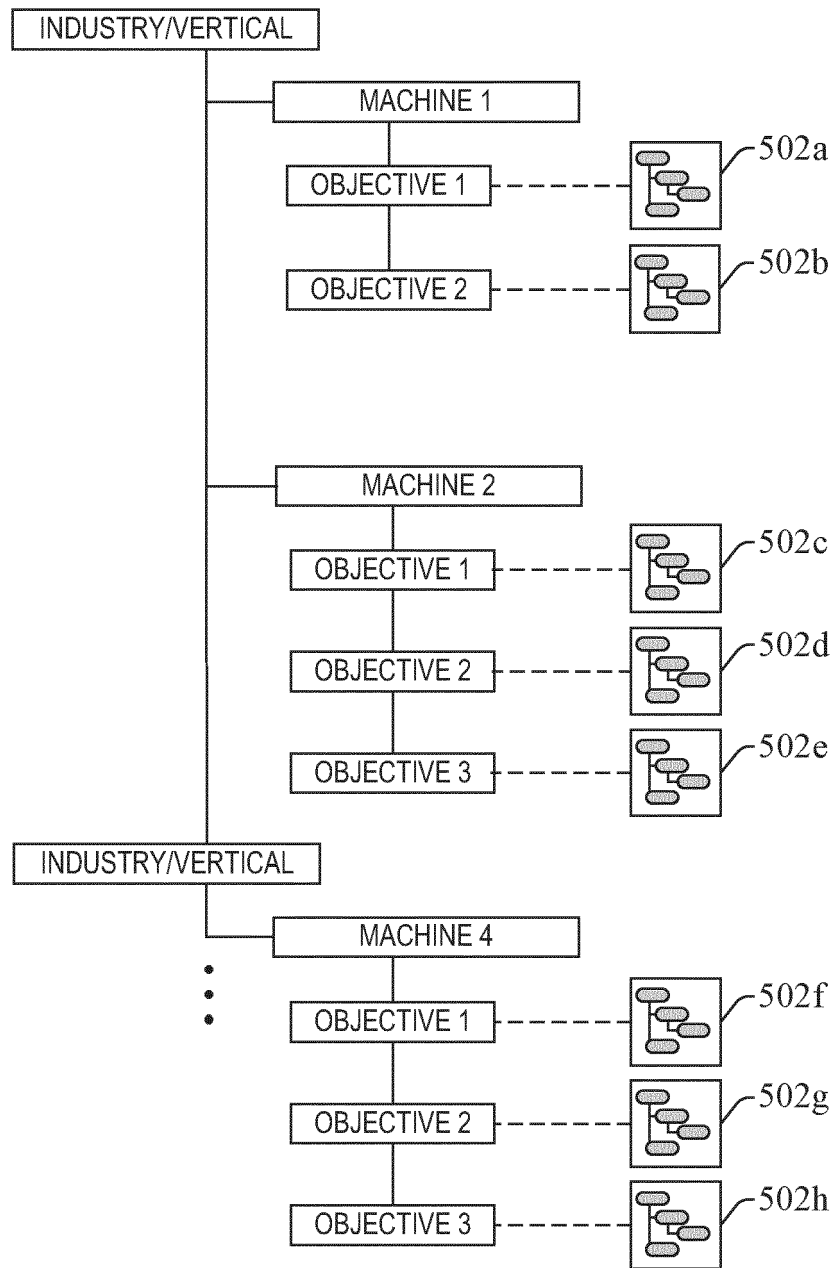 INDUSTRY/VERTICAL
MACHINE 1
OBJECTIVE 1
502a
OBJECTIVE 2
502b
MACHINE 2
OBJECTIVE 1
502c
OBJECTIVE 2
502d
OBJECTIVE 3
502e
INDUSTRY/VERTICAL
MACHINE 4
OBJECTIVE 1
502f
OBJECTIVE 2
502g
OBJECTIVE 3
502h